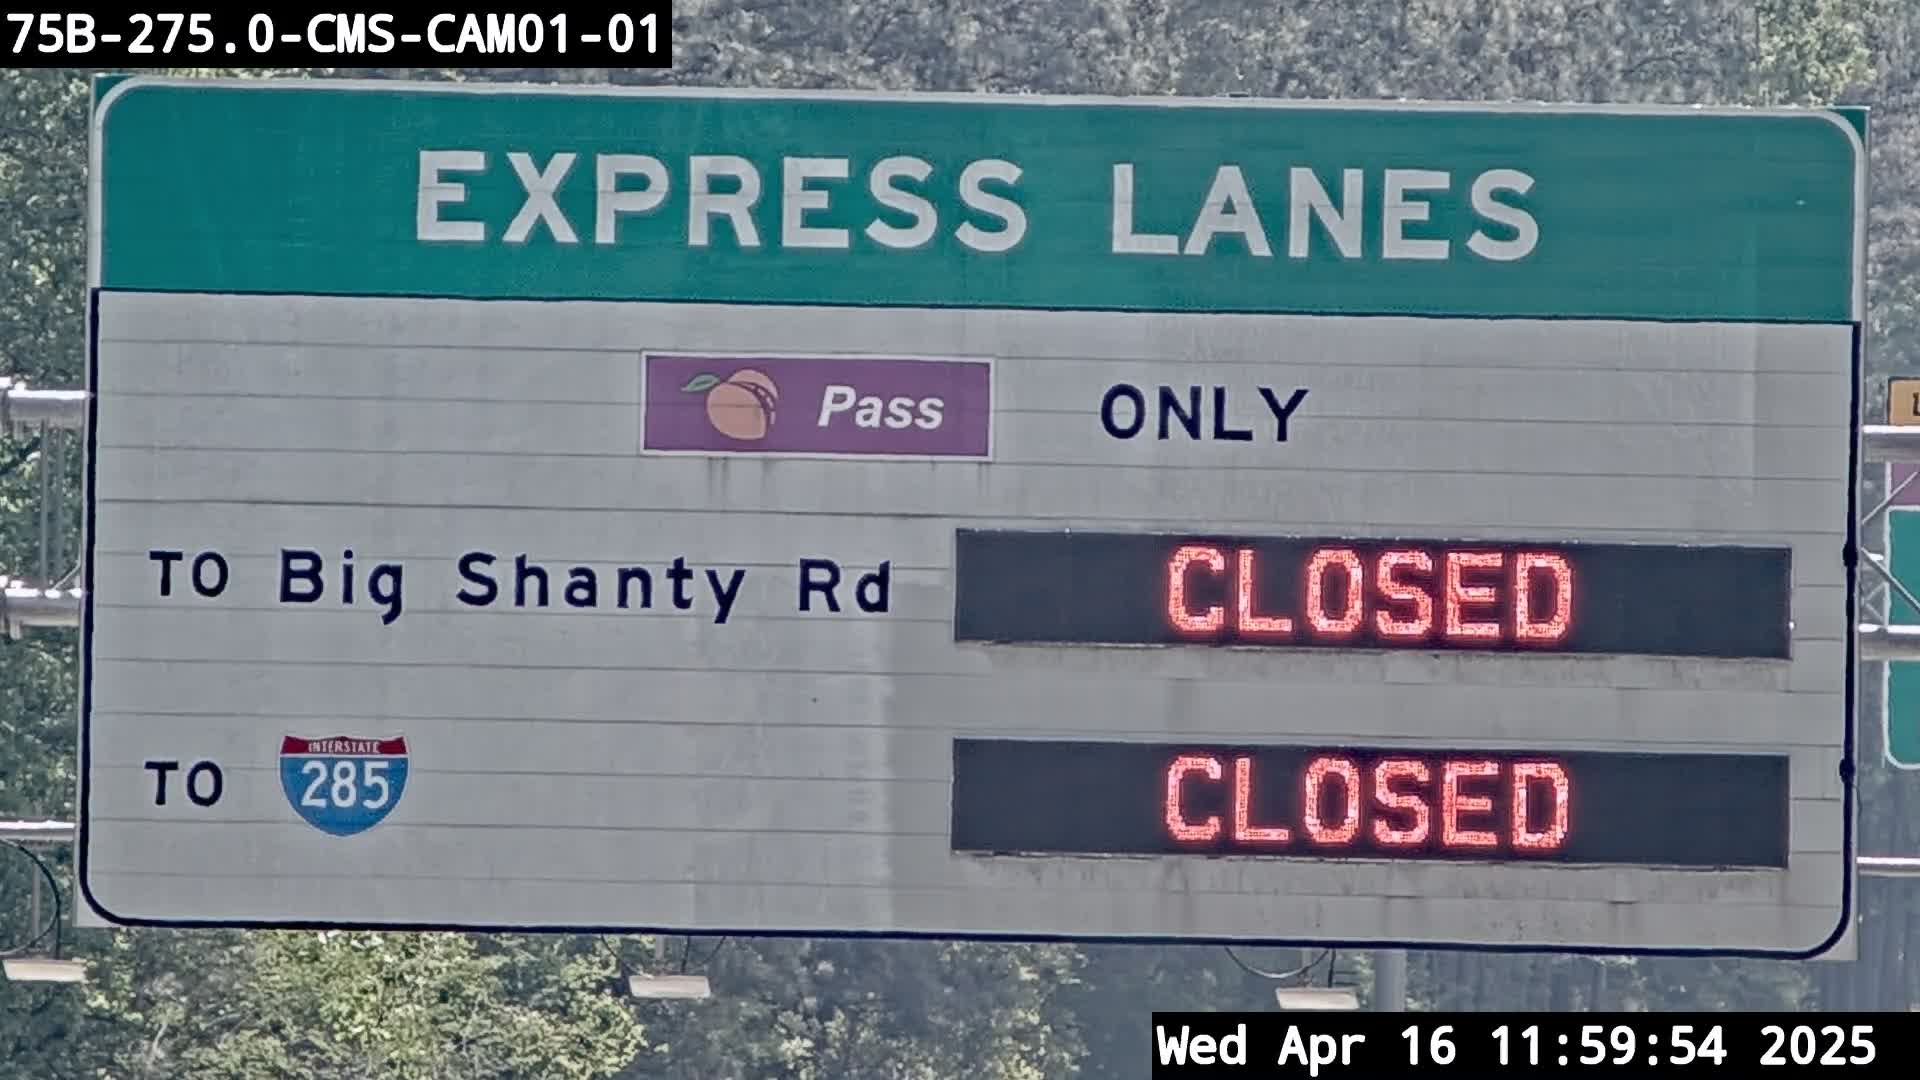 75B-275.0-CMS-CAM01-01
EXPRESS LANES
Pass ONLY
TO Big Shanty Rd CLOSED
TO INTERSTATE 285 CLOSED
Wed Apr 16 11:59:54 2025